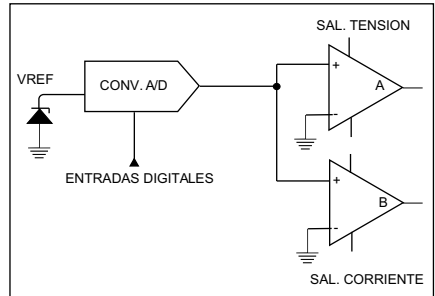 SAL. TENSION
VREF
CONV. A/D
+
A
-
ENTRADAS DIGITALES
+
B
-
SAL. CORRIENTE